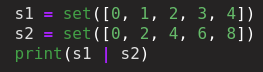 s1 = set([0, 1, 2, 3, 4])
s2 = set([0, 2, 4, 6, 8])
print(s1 | s2)